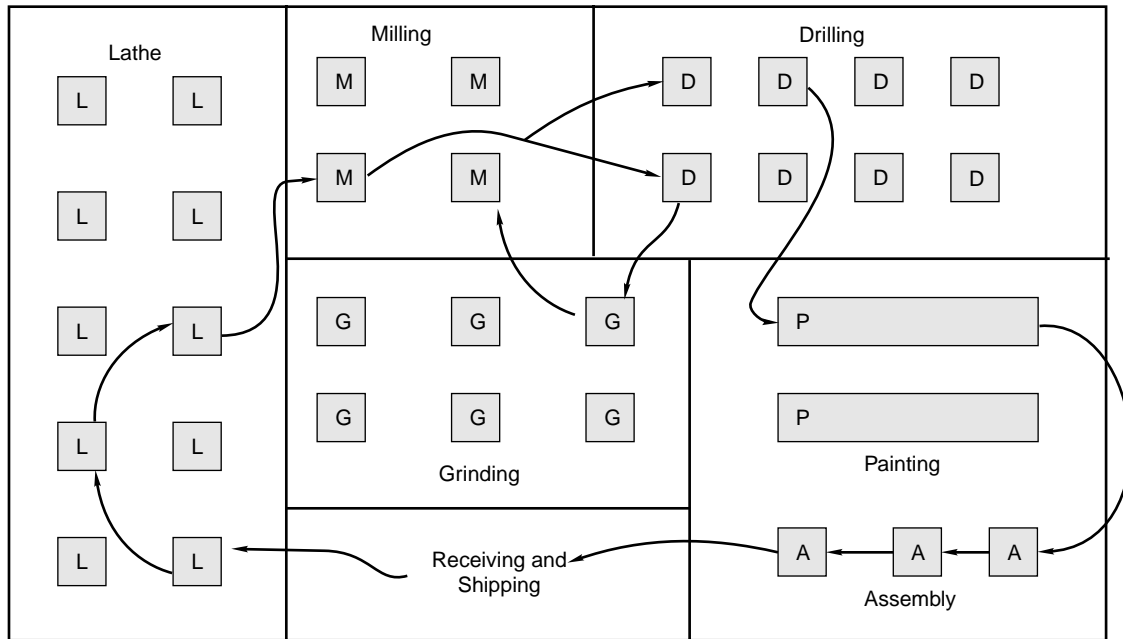 Lathe
L L
L L
L L
L L
L L
Milling
M M
M M
Drilling
D D D D
D D D D
G G G
G G G
Grinding
P
P
Painting
Receiving and
Shipping
A A A
Assembly